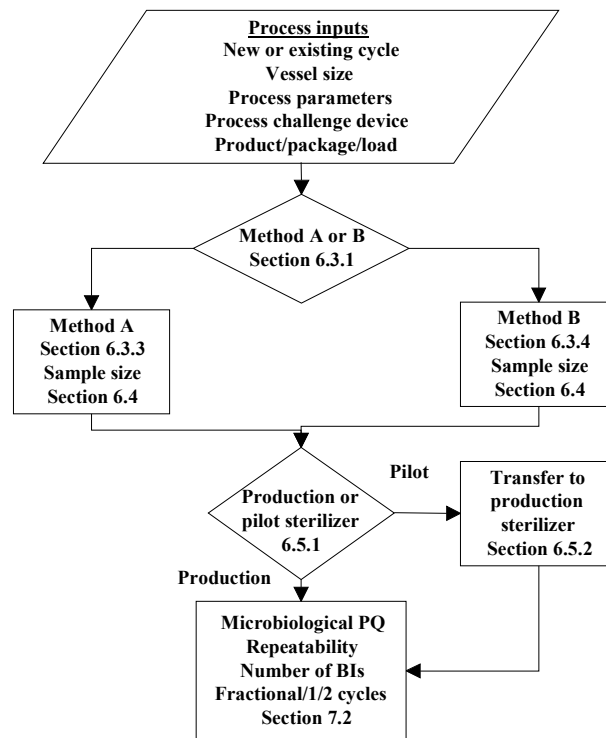 Process inputs
New or existing cycle
Vessel size
Process parameters
Process challenge device
Product/package/load
Method A or B
Section 6.3.1
Method A
Section 6.3.3
Sample size
Section 6.4
Method B
Section 6.3.4
Sample size
Section 6.4
Production or
pilot sterilizer
6.5.1
Pilot
Transfer to
production
sterilizer
Section 6.5.2
Production
Microbiological PQ
Repeatability
Number of BIs
Fractional/1/2 cycles
Section 7.2